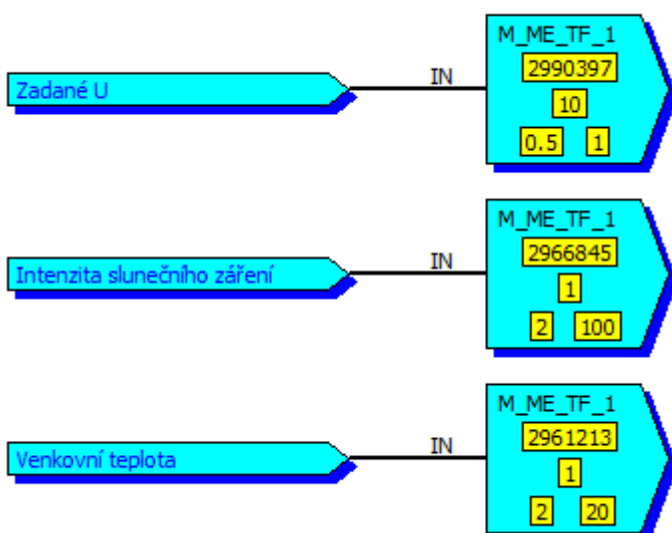 M_ME_TF_1
2990397
Zadané U
IN
10
0.5 1
M_ME_TF_1
2966845
Intenzita slunečního záření
IN
1
2 100
M_ME_TF_1
2961213
Venkovní teplota
IN
1
2 20